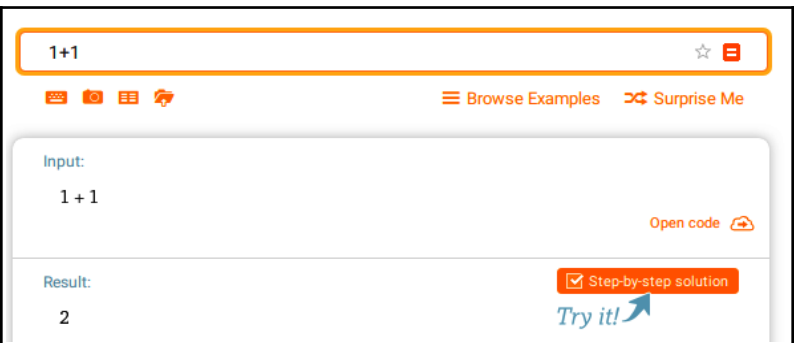 1+1
Browse Examples Surprise Me
Input:
1 + 1
Open code
Result:
Step-by-step solution
2
Try it!